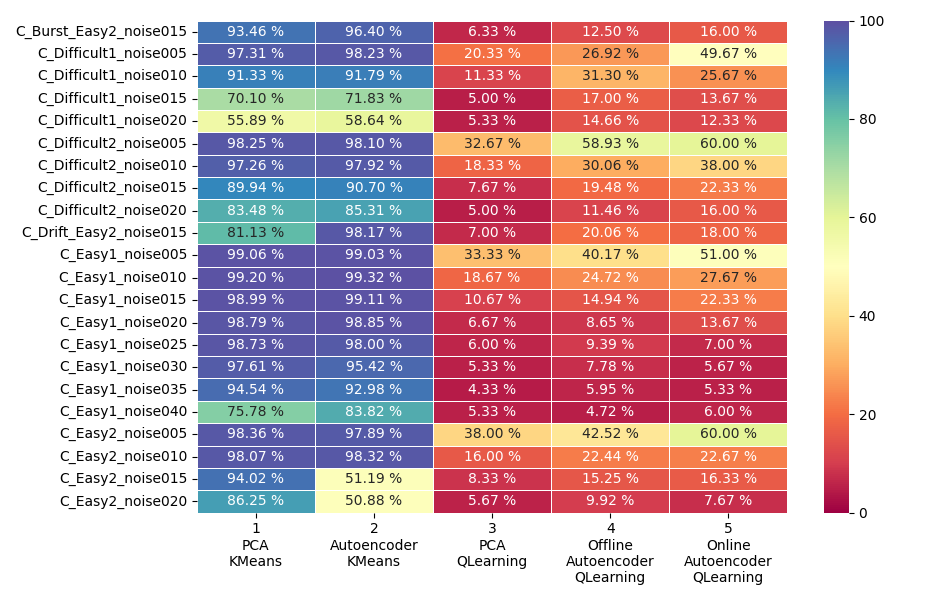 C_Burst_Easy2_noise015 93.46 % 96.40 % 6.33 % 12.50 % 16.00 %
C_Difficult1_noise005 97.31 % 98.23 % 20.33 % 26.92 % 49.67 %
C_Difficult1_noise010 91.33 % 91.79 % 11.33 % 31.30 % 25.67 %
C_Difficult1_noise015 70.10 % 71.83 % 5.00 % 17.00 % 13.67 %
C_Difficult1_noise020 55.89 % 58.64 % 5.33 % 14.66 % 12.33 %
C_Difficult2_noise005 98.25 % 98.10 % 32.67 % 58.93 % 60.00 %
C_Difficult2_noise010 97.26 % 97.92 % 18.33 % 30.06 % 38.00 %
C_Difficult2_noise015 89.94 % 90.70 % 7.67 % 19.48 % 22.33 %
C_Difficult2_noise020 83.48 % 85.31 % 5.00 % 11.46 % 16.00 %
C_Drift_Easy2_noise015 81.13 % 98.17 % 7.00 % 20.06 % 18.00 %
C_Easy1_noise005 99.06 % 99.03 % 33.33 % 40.17 % 51.00 %
C_Easy1_noise010 99.20 % 99.32 % 18.67 % 24.72 % 27.67 %
C_Easy1_noise015 98.99 % 99.11 % 10.67 % 14.94 % 22.33 %
C_Easy1_noise020 98.79 % 98.85 % 6.67 % 8.65 % 13.67 %
C_Easy1_noise025 98.73 % 98.00 % 6.00 % 9.39 % 7.00 %
C_Easy1_noise030 97.61 % 95.42 % 5.33 % 7.78 % 5.67 %
C_Easy1_noise035 94.54 % 92.98 % 4.33 % 5.95 % 5.33 %
C_Easy1_noise040 75.78 % 83.82 % 5.33 % 4.72 % 6.00 %
C_Easy2_noise005 98.36 % 97.89 % 38.00 % 42.52 % 60.00 %
C_Easy2_noise010 98.07 % 98.32 % 16.00 % 22.44 % 22.67 %
C_Easy2_noise015 94.02 % 51.19 % 8.33 % 15.25 % 16.33 %
C_Easy2_noise020 86.25 % 50.88 % 5.67 % 9.92 % 7.67 %
1 2 3 4 5
PCA Autoencoder PCA Offline Online
KMeans KMeans QLearning Autoencoder Autoencoder
QLearning QLearning
100
80
60
40
20
0